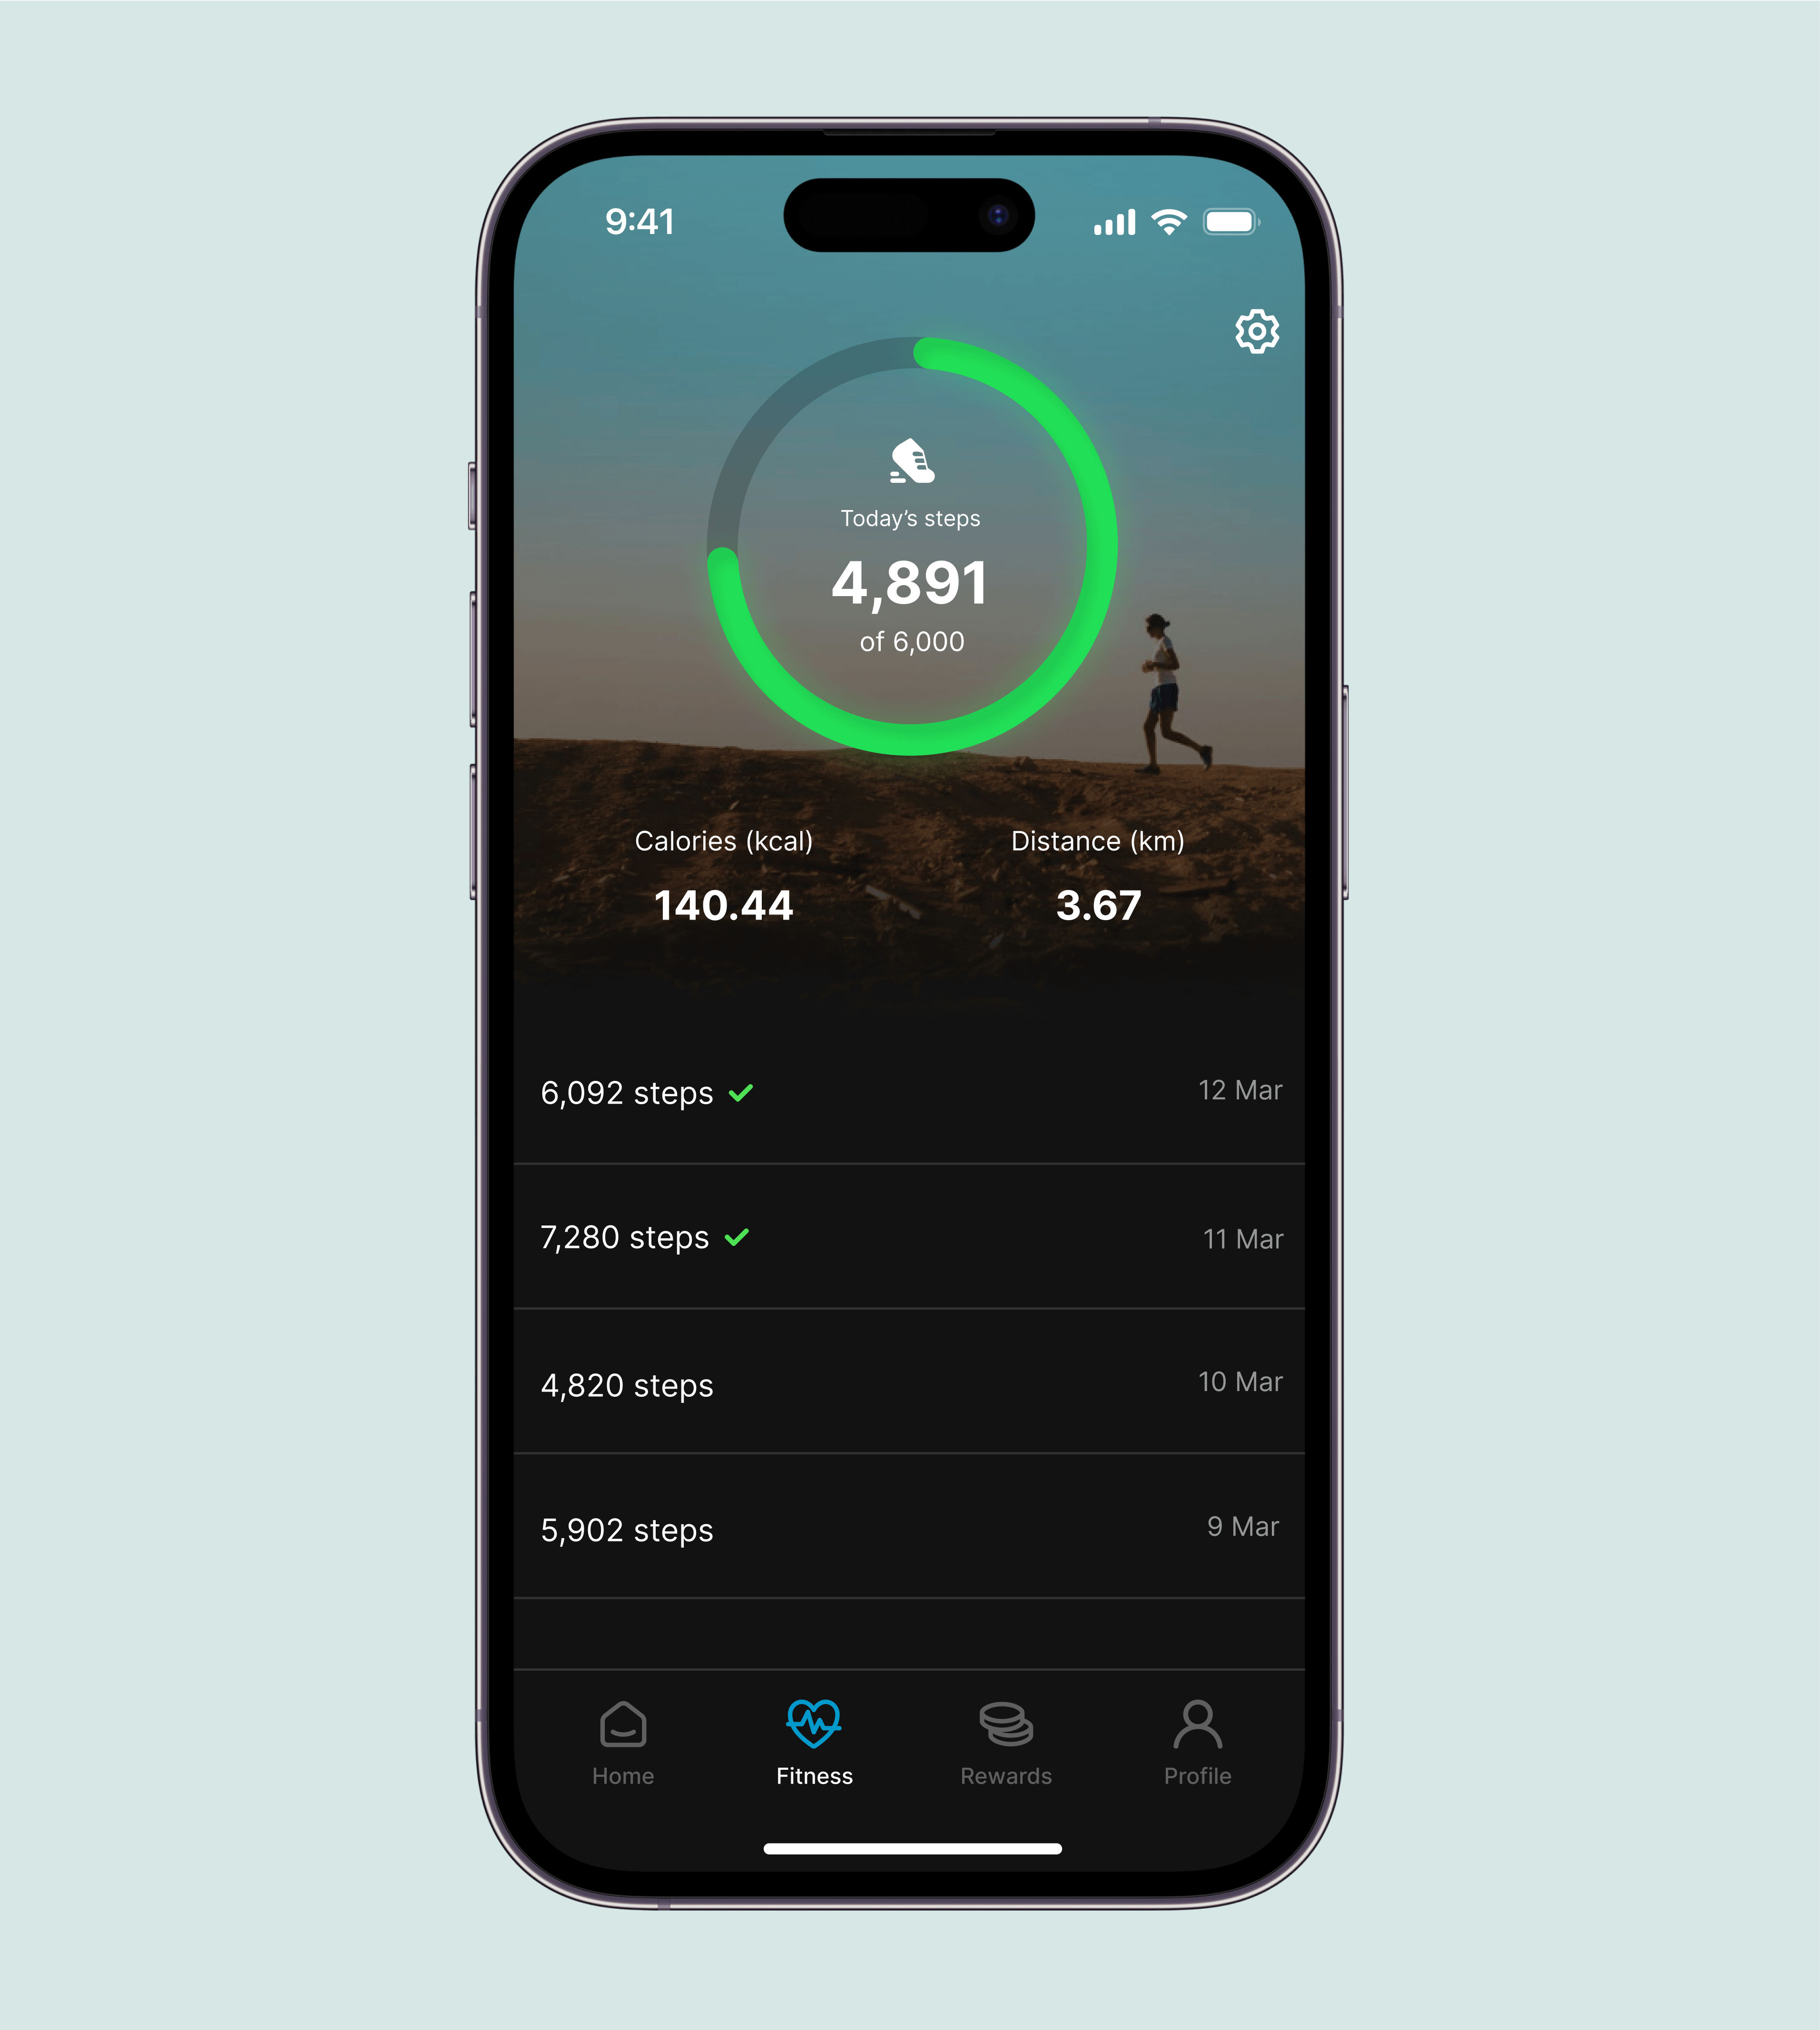 9:41
Today’s steps
4,891
of 6,000
Calories (kcal) Distance (km)
140.44 3.67
6,092 steps 12 Mar
7,280 steps 11 Mar
4,820 steps 10 Mar
5,902 steps 9 Mar
Home Fitness Rewards Profile